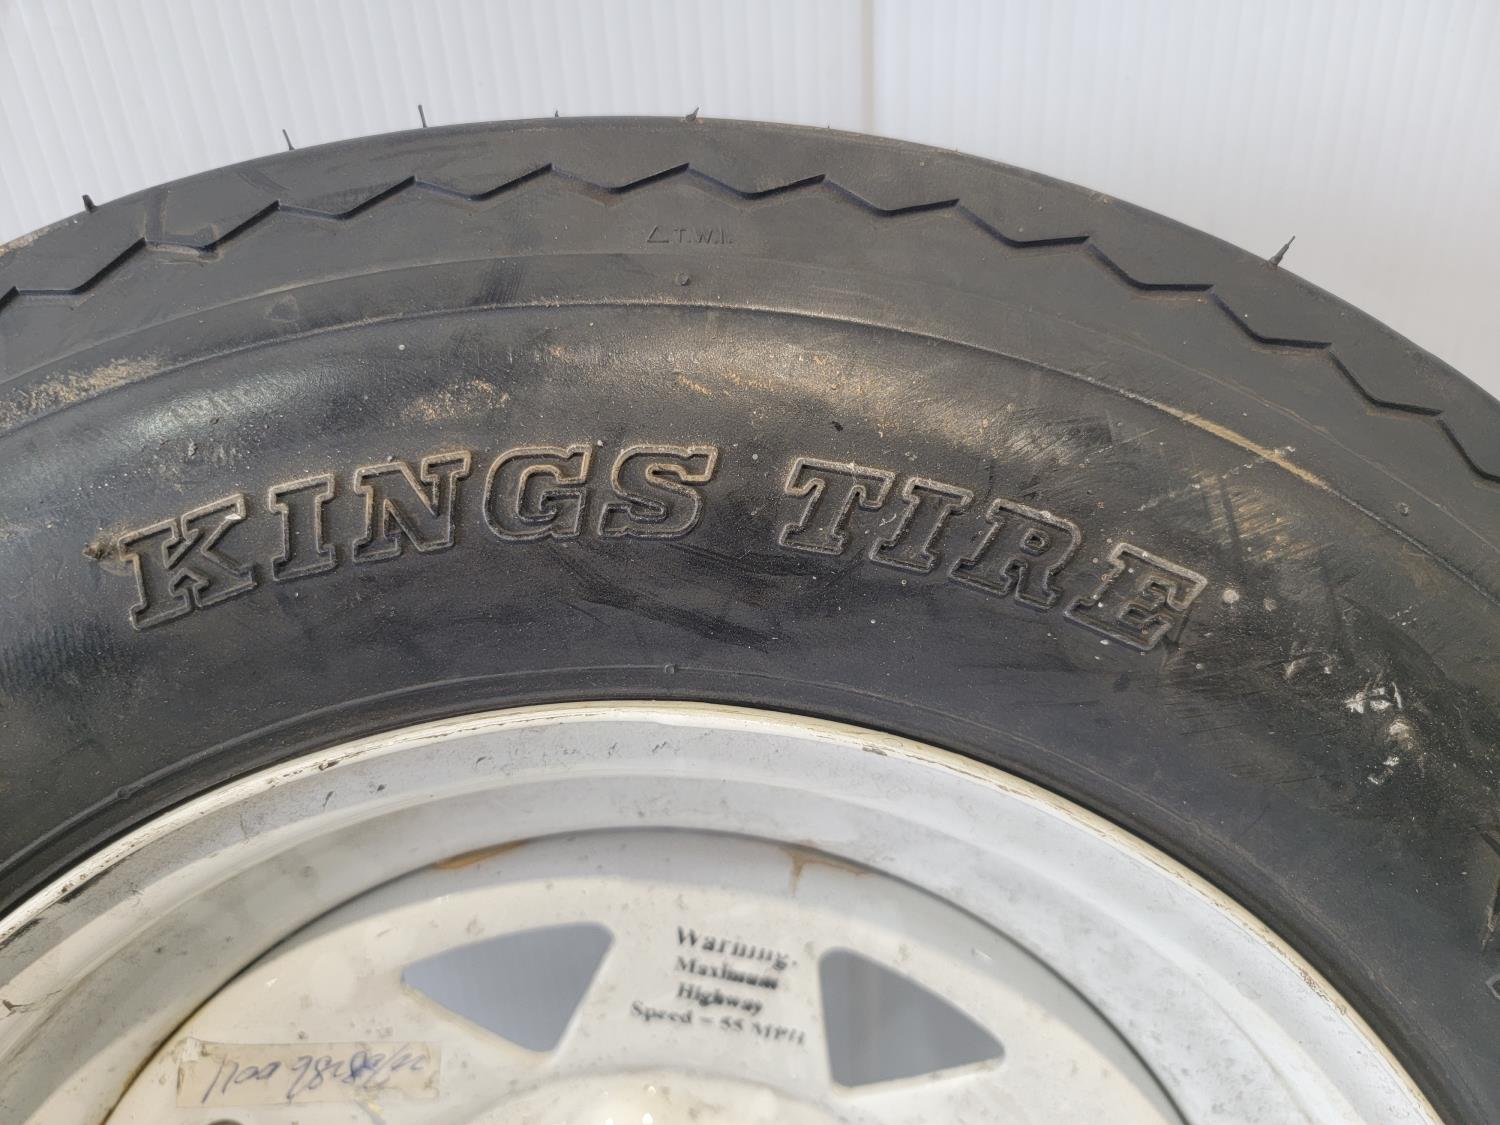 △T.W.I.
KINGS TIRE
Warning.
Maximum
Highway
Speed = 55 MPH